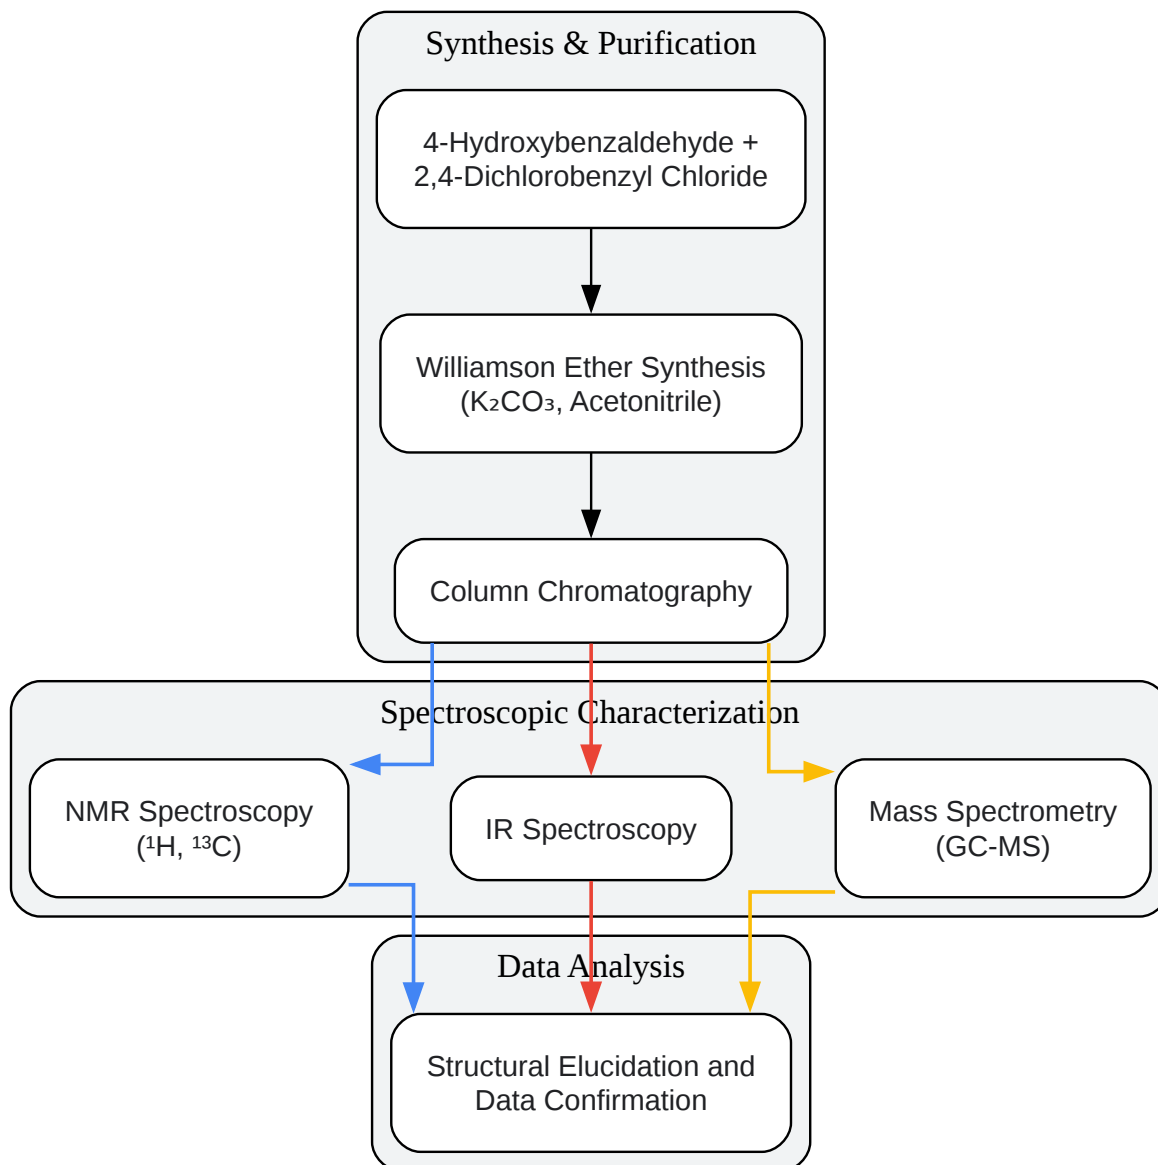 Synthesis & Purification
4-Hydroxybenzaldehyde +
2,4-Dichlorobenzyl Chloride
Williamson Ether Synthesis
(K₂CO₃, Acetonitrile)
Column Chromatography
Spectroscopic Characterization
NMR Spectroscopy
(¹H, ¹³C)
IR Spectroscopy
Mass Spectrometry
(GC-MS)
Data Analysis
Structural Elucidation and
Data Confirmation